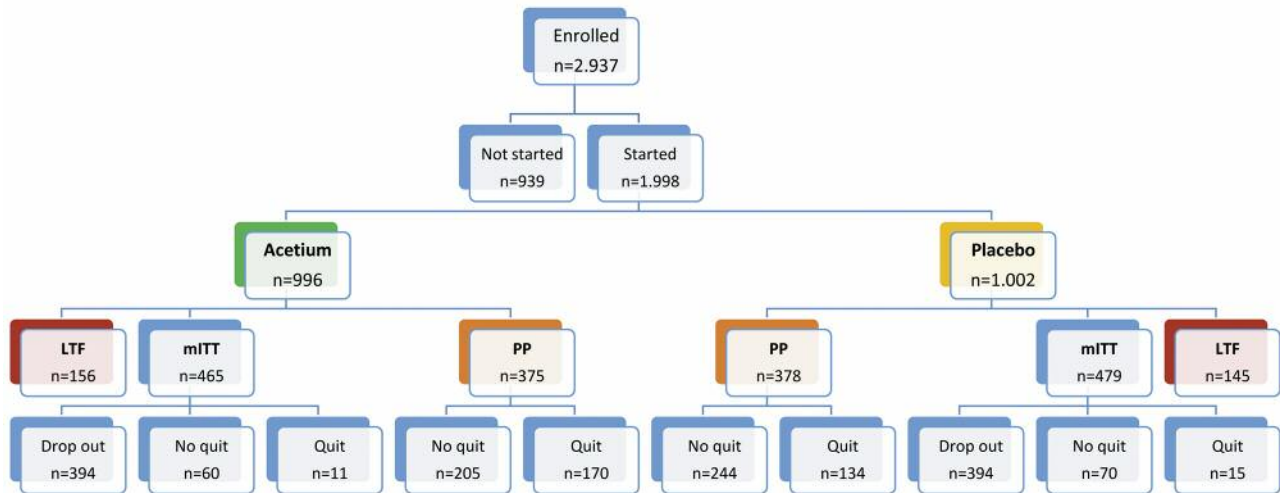 Enrolled
n=2.937
Not started
n=939
Started
n=1.998
Acetium
n=996
Placebo
n=1.002
LTF
n=156
mITT
n=465
PP
n=375
PP
n=378
mITT
n=479
LTF
n=145
Drop out
n=394
No quit
n=60
Quit
n=11
No quit
n=205
Quit
n=170
No quit
n=244
Quit
n=134
Drop out
n=394
No quit
n=70
Quit
n=15